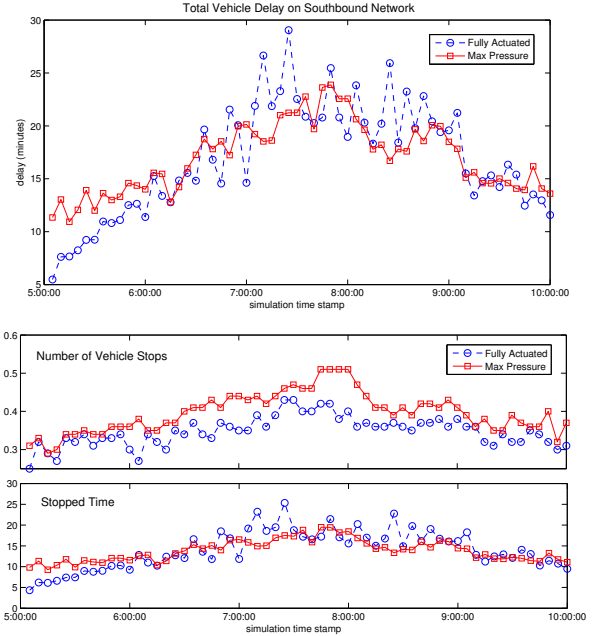 Total Vehicle Delay on Southbound Network
30
25
20
15
10
5
delay (minutes)
Fully Actuated
Max Pressure
5:00:00 6:00:00 7:00:00 8:00:00 9:00:00 10:00:00
simulation time stamp
0.6
0.5
0.4
0.3
Number of Vehicle Stops
Fully Actuated
Max Pressure
30
25
20
15
10
5
0
Stopped Time
5:00:00 6:00:00 7:00:00 8:00:00 9:00:00 10:00:00
simulation time stamp